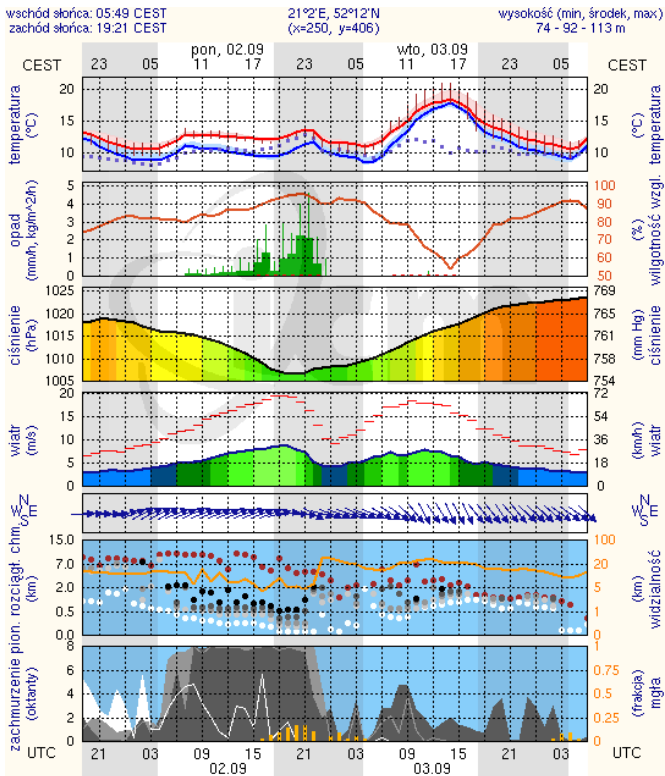 wschód słońca: 05:49 CEST 21°2'E, 52°12'N wysokość (min, środek, max)
zachód słońca: 19:21 CEST (x=250, y=406) 74 - 92 - 113 m
pon, 02.09 wto, 03.09
CEST 23 05 11 17 23 05 11 17 23 05 CEST
temperatura
(°C)
20
15
10
20
15
10
temperatura
(°C)
opad
(mm/h, kg/m^2/h)
5
4
3
2
1
0
100
90
80
70
60
50
(%)
wilgotność wzgl.
ciśnienie
(hPa)
1025
1020
1015
1010
1005
769
765
761
758
754
(mm Hg)
ciśnienie
wiatr
(m/s)
20
15
10
5
0
72
54
36
18
0
(km/h)
wiatr
N
W E
S
N
W E
S
pion. rozciągł. chm.
(km)
15.0
7.0
2.0
0.5
0.0
100
20
5
1
0
(km)
widzialność
zachmurzenie
(oktanty)
8
6
4
2
0
1
0.75
0.5
0.25
0
(frakcja)
mgła
UTC 21 03 09 15 21 03 09 15 21 03 UTC
02.09 03.09